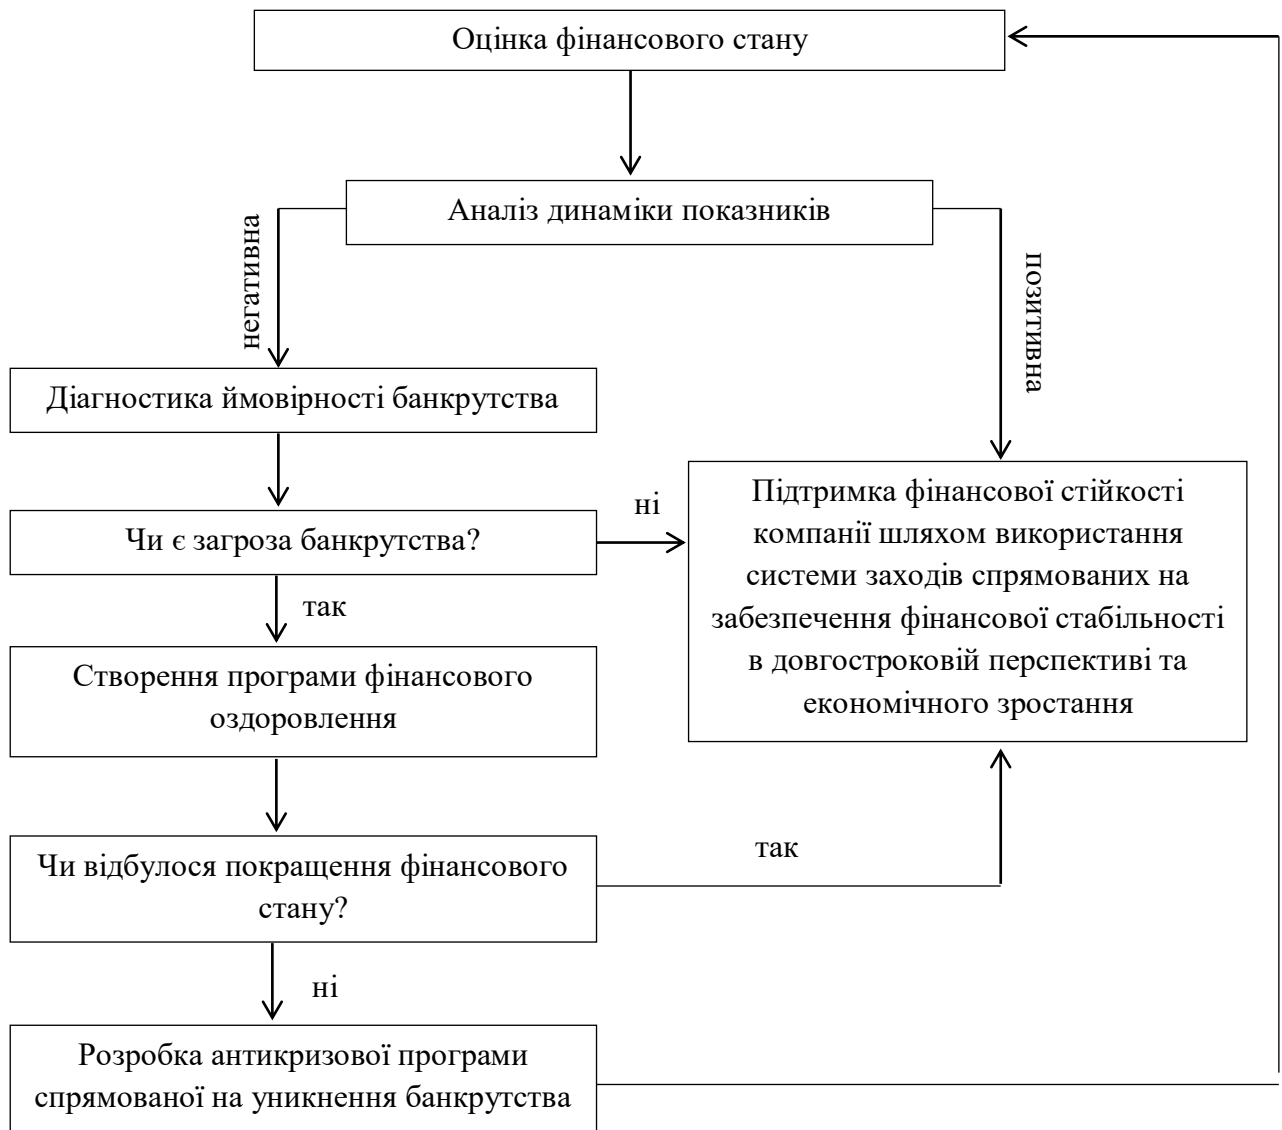 Оцінка фінансового стану
Аналіз динаміки показників
негативна
позитивна
Діагностика ймовірності банкрутства
Чи є загроза банкрутства?
ні
Підтримка фінансової стійкості
компанії шляхом використання
системи заходів спрямованих на
забезпечення фінансової стабільності
в довгостроковій перспективі та
економічного зростання
так
Створення програми фінансового
оздоровлення
Чи відбулося покращення фінансового
стану?
так
ні
Розробка антикризової програми
спрямованої на уникнення банкрутства